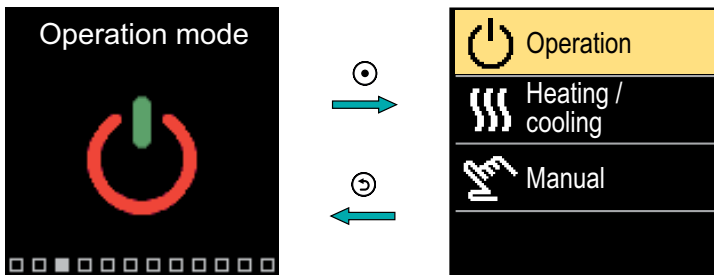 Operation mode
Operation
Heating /
cooling
Manual